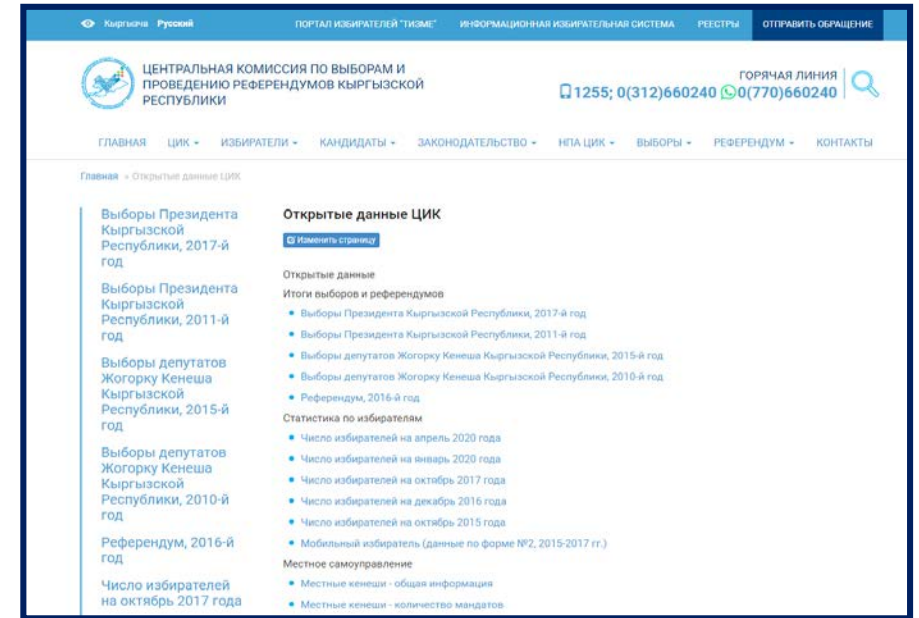 Кыргызча Русский ПОРТАЛ ИЗБИРАТЕЛЕЙ "ТИЗМЕ" ИНФОРМАЦИОННАЯ ИЗБИРАТЕЛЬНАЯ СИСТЕМА РЕЕСТРЫ ОТПРАВИТЬ ОБРАЩЕНИЕ
ЦЕНТРАЛЬНАЯ КОМИССИЯ ПО ВЫБОРАМ И
ПРОВЕДЕНИЮ РЕФЕРЕНДУМОВ КЫРГЫЗСКОЙ
РЕСПУБЛИКИ
ГОРЯЧАЯ ЛИНИЯ
1255; 0(312)660240 0(770)660240
ГЛАВНАЯ ЦИК ИЗБИРАТЕЛИ КАНДИДАТЫ ЗАКОНОДАТЕЛЬСТВО НПА ЦИК ВЫБОРЫ РЕФЕРЕНДУМ КОНТАКТЫ
Главная » Открытые данные ЦИК
Выборы Президента
Кыргызской
Республики, 2017-й
год
Выборы Президента
Кыргызской
Республики, 2011-й
год
Выборы депутатов
Жогорку Кенеша
Кыргызской
Республики, 2015-й
год
Выборы депутатов
Жогорку Кенеша
Кыргызской
Республики, 2010-й
год
Референдум, 2016-й
год
Число избирателей
на октябрь 2017 года
Открытые данные ЦИК
Изменить страницу
Открытые данные
Итоги выборов и референдумов
Выборы Президента Кыргызской Республики, 2017-й год
Выборы Президента Кыргызской Республики, 2011-й год
Выборы депутатов Жогорку Кенеша Кыргызской Республики, 2015-й год
Выборы депутатов Жогорку Кенеша Кыргызской Республики, 2010-й год
Референдум, 2016-й год
Статистика по избирателям
Число избирателей на апрель 2020 года
Число избирателей на январь 2020 года
Число избирателей на октябрь 2017 года
Число избирателей на декабрь 2016 года
Число избирателей на октябрь 2015 года
Мобильный избиратель (данные по форме №2, 2015-2017 гг.)
Местное самоуправление
Местные кенеши - общая информация
Местные кенеши - количество мандатов